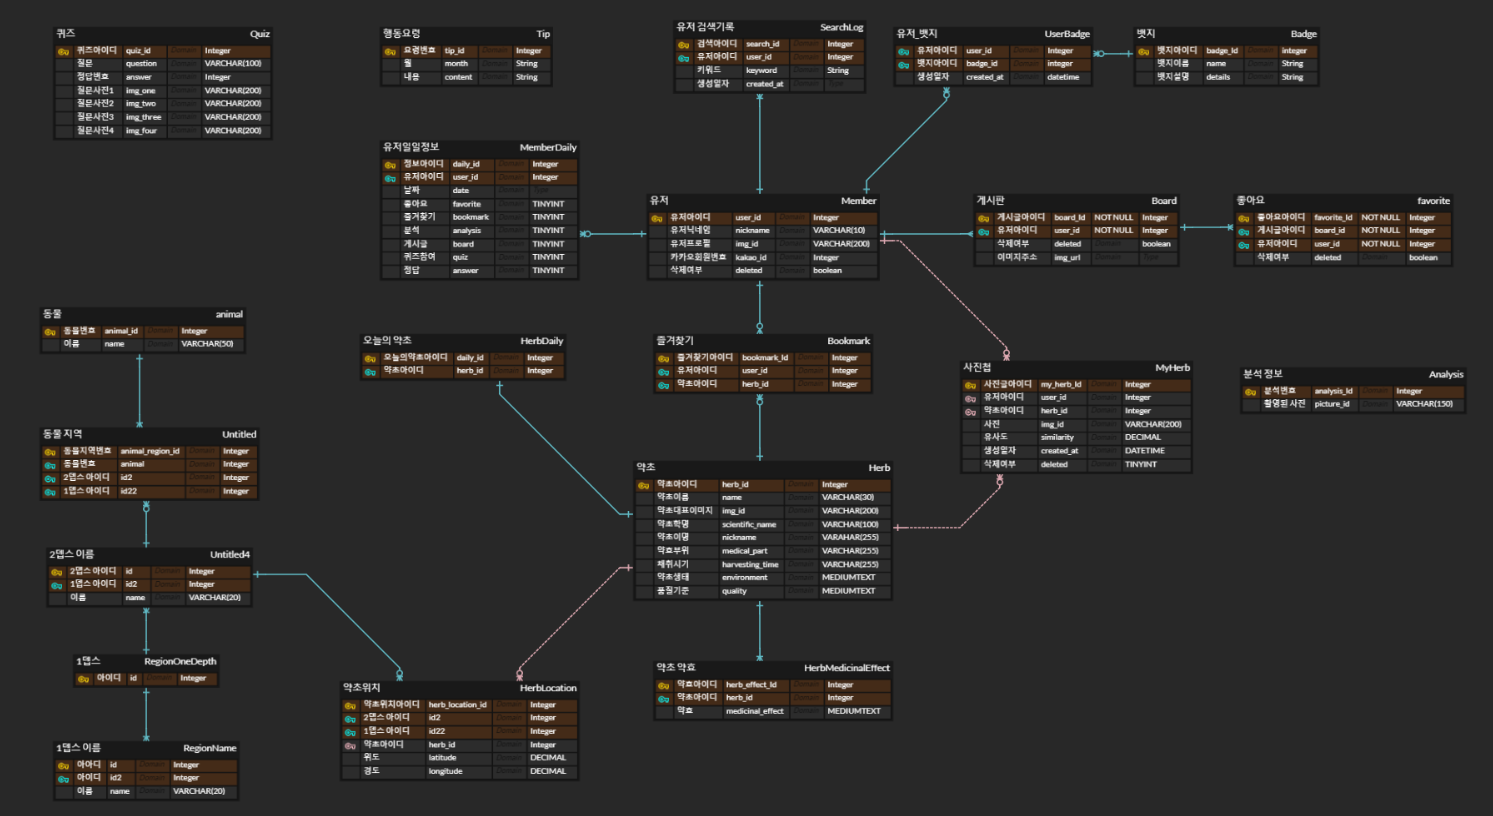 퀴즈 Quiz
퀴즈아이디 quiz_id Domain Integer
질문 question Domain VARCHAR(100)
정답번호 answer Domain Integer
질문사진1 img_one Domain VARCHAR(200)
질문사진2 img_two Domain VARCHAR(200)
질문사진3 img_three Domain VARCHAR(200)
질문사진4 img_four Domain VARCHAR(200)
행동요령 Tip
요령번호 tip_id Domain Integer
월 month Domain String
내용 content Domain String
유저 검색기록 SearchLog
검색아이디 search_id Domain Integer
유저아이디 user_id Domain Integer
키워드 keyword Domain String
생성일자 created_at Domain Type
유저_뱃지 UserBadge
유저아이디 user_id Domain Integer
뱃지아이디 badge_id Domain integer
생성일자 created_at Domain datetime
뱃지 Badge
뱃지아이디 badge_Id Domain integer
뱃지이름 name Domain String
뱃지설명 details Domain String
유저일일정보 MemberDaily
정보아이디 daily_id Domain Integer
유저아이디 user_id Domain Integer
날짜 date Domain Type
좋아요 favorite Domain TINYINT
즐겨찾기 bookmark Domain TINYINT
분석 analysis Domain TINYINT
게시글 board Domain TINYINT
퀴즈참여 quiz Domain TINYINT
정답 answer Domain TINYINT
유저 Member
유저아이디 user_id Domain Integer
유저닉네임 nickname Domain VARCHAR(10)
유저프로필 img_id Domain VARCHAR(200)
카카오회원번호 kakao_id Domain Integer
삭제여부 deleted Domain boolean
게시판 Board
게시글아이디 board_Id NOT NULL Integer
유저아이디 user_id NOT NULL Integer
삭제여부 deleted Domain boolean
이미지주소 img_url Domain Type
좋아요 favorite
좋아요아이디 favorite_Id NOT NULL Integer
게시글아이디 board_id NOT NULL Integer
유저아이디 user_id NOT NULL Integer
삭제여부 deleted Domain boolean
동물 animal
동물번호 animal_id Domain Integer
이름 name Domain VARCHAR(50)
오늘의 약초 HerbDaily
오늘의약초아이디 daily_id Domain Integer
약초아이디 herb_id Domain Integer
즐겨찾기 Bookmark
즐겨찾기아이디 bookmark_Id Domain Integer
유저아이디 user_id Domain Integer
약초아이디 herb_id Domain Integer
사진첩 MyHerb
사진글아이디 my_herb_Id Domain Integer
유저아이디 user_id Domain Integer
약초아이디 herb_id Domain Integer
사진 img_id Domain VARCHAR(200)
유사도 similarity Domain DECIMAL
생성일자 created_at Domain DATETIME
삭제여부 deleted Domain TINYINT
분석 정보 Analysis
분석번호 analysis_Id Domain Integer
촬영된 사진 picture_id Domain VARCHAR(150)
동물 지역 Untitled
동물지역번호 animal_region_id Domain Integer
동물번호 animal Domain Integer
2뎁스 아이디 id2 Domain Integer
1뎁스 아이디 id22 Domain Integer
약초 Herb
약초아이디 herb_id Domain Integer
약초이름 name Domain VARCHAR(30)
약초대표이미지 img_id Domain VARCHAR(200)
약초학명 scientific_name Domain VARCHAR(100)
약초이명 nickname Domain VARAHAR(255)
약효부위 medical_part Domain VARCHAR(255)
채취시기 harvesting_time Domain VARCHAR(255)
약초생태 environment Domain MEDIUMTEXT
품질기준 quality Domain MEDIUMTEXT
2뎁스 이름 Untitled4
2뎁스 아이디 id Domain Integer
1뎁스 아이디 id2 Domain Integer
이름 name Domain VARCHAR(20)
1뎁스 RegionOneDepth
아이디 id Domain Integer
약초위치 HerbLocation
약초위치아이디 herb_location_id Domain Integer
2뎁스 아이디 id2 Domain Integer
1뎁스 아이디 id22 Domain Integer
약초아이디 herb_id Domain Integer
위도 latitude Domain DECIMAL
경도 longitude Domain DECIMAL
약초 약효 HerbMedicinalEffect
약효아이디 herb_effect_Id Domain Integer
약초아이디 herb_id Domain Integer
약효 medicinal_effect Domain MEDIUMTEXT
1뎁스 이름 RegionName
아아디 id Domain Integer
아이디 id2 Domain Integer
이름 name Domain VARCHAR(20)